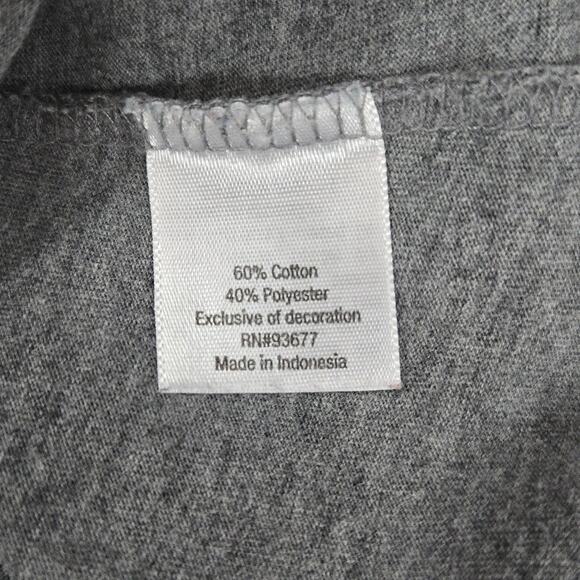 60% Cotton
40% Polyester
Exclusive of decoration
RN#93677
Made in Indonesia